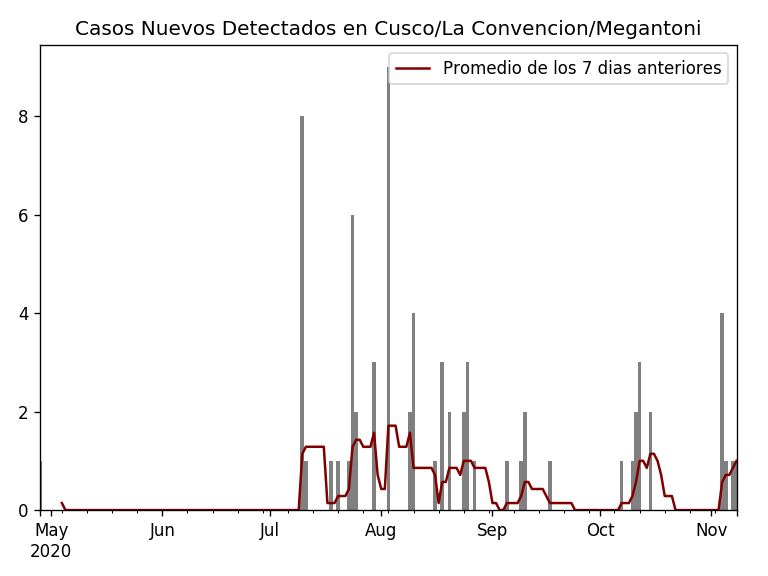 Casos Nuevos Detectados en Cusco/La Convencion/Megantoni
Promedio de los 7 dias anteriores
8
6
4
2
0
May Jun Jul Aug Sep Oct Nov
2020